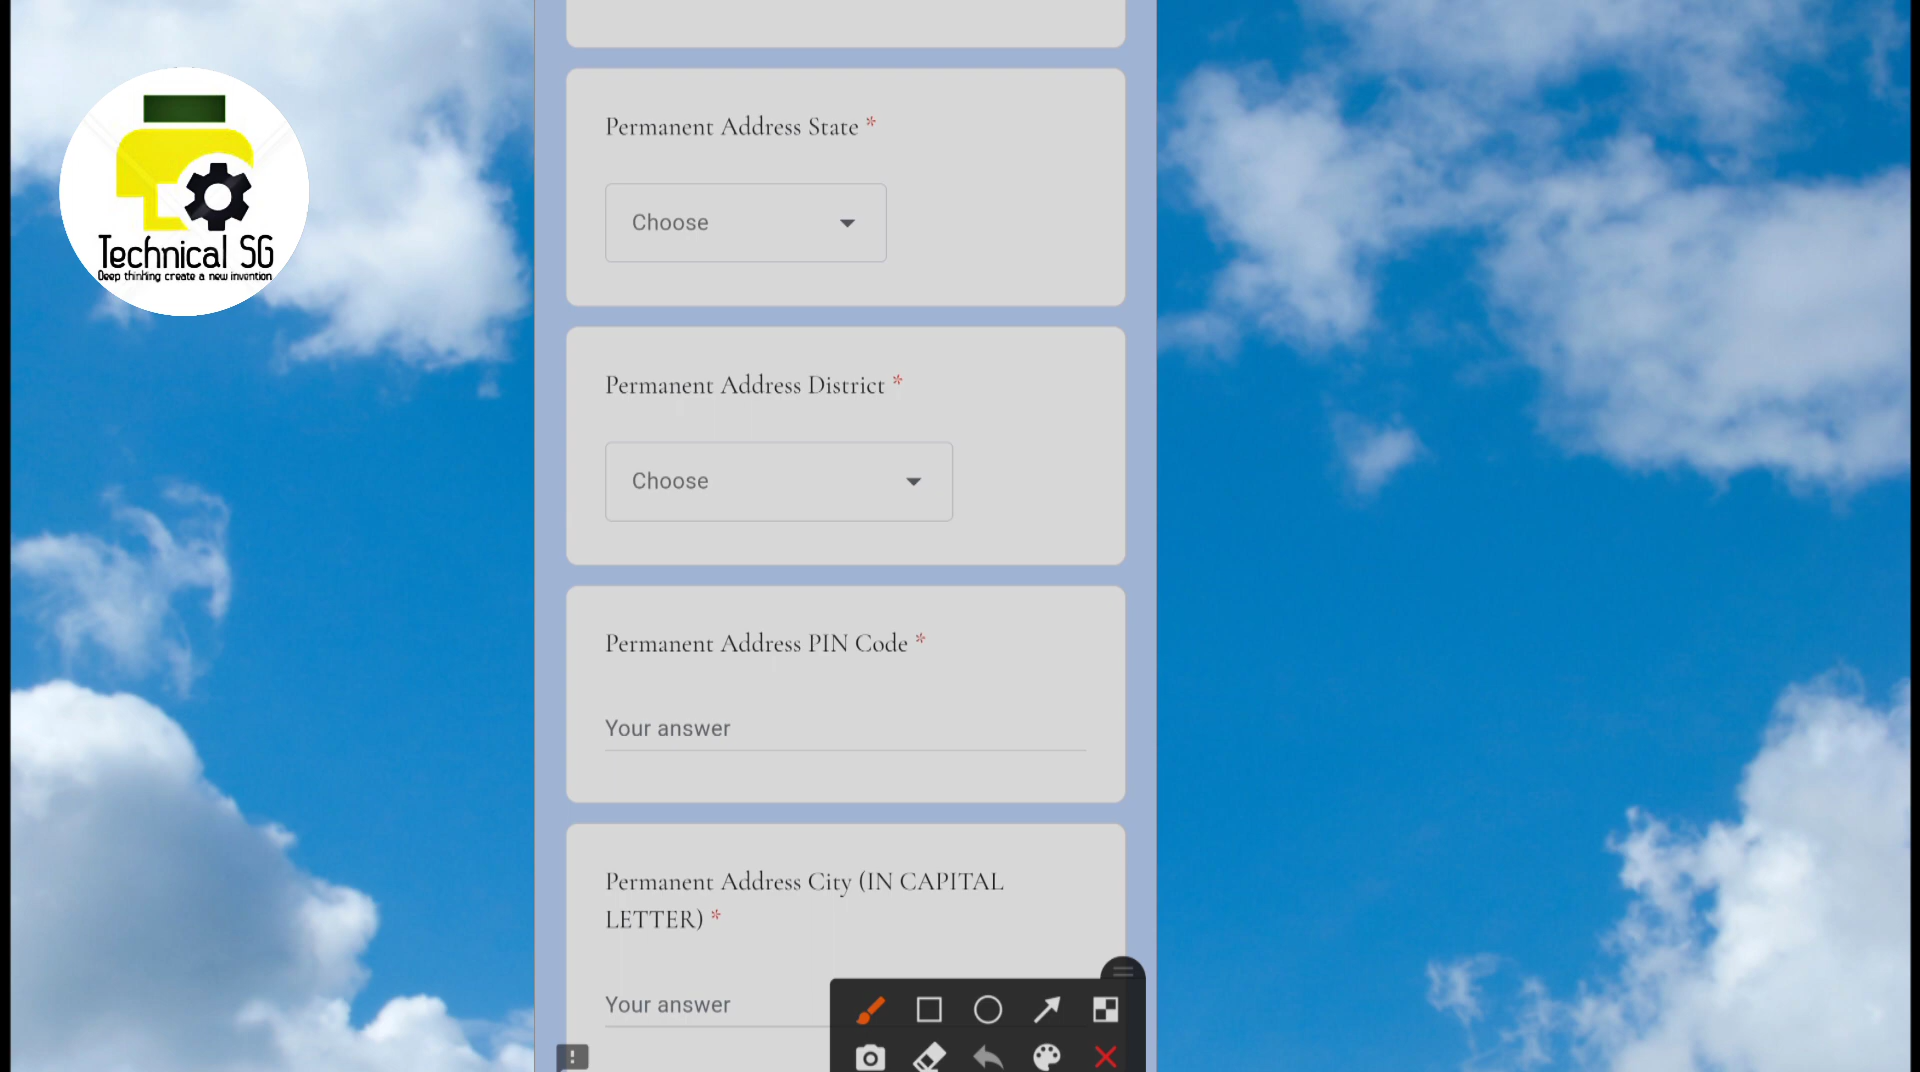 Technical SG
Deep thinking create a new invention
Permanent Address State *
Choose
Permanent Address District *
Choose
Permanent Address PIN Code *
Your answer
Permanent Address City (IN CAPITAL
LETTER) *
Your answer